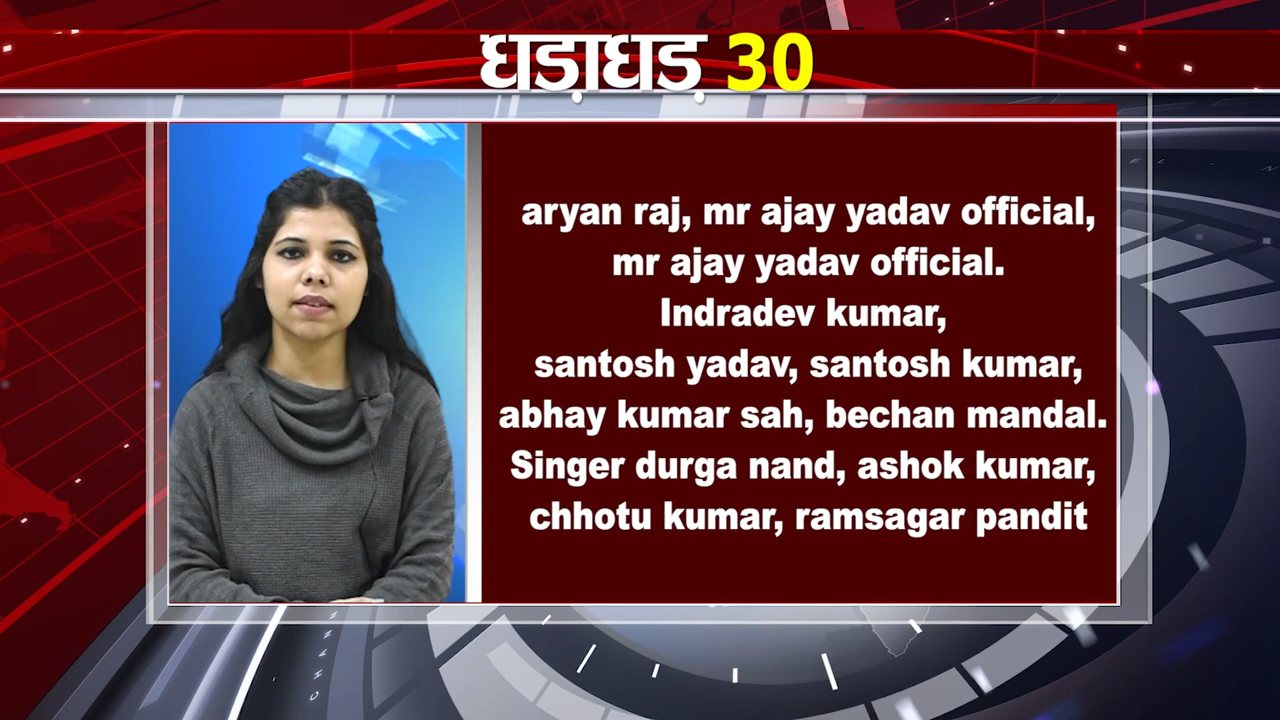 धड़ाधड़ 30
aryan raj, mr ajay yadav official,
mr ajay yadav official.
Indradev kumar,
santosh yadav, santosh kumar,
abhay kumar sah, bechan mandal.
Singer durga nand, ashok kumar,
chhotu kumar, ramsagar pandit